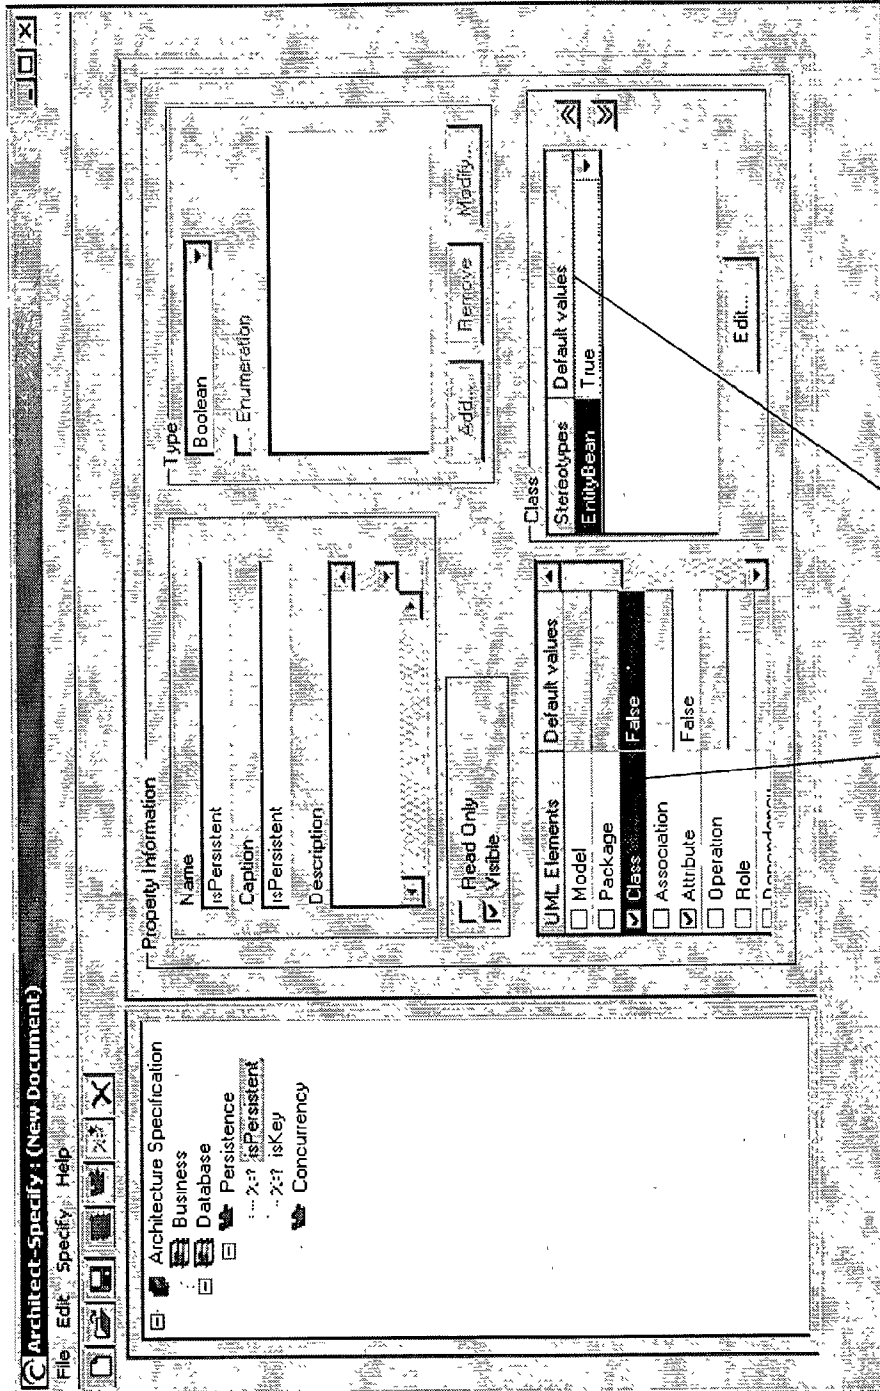 Architect-Specify : (New Document)
File Edit Specify Help
Architecture Specification
Business
Database
Persistence
isPersistent
isKey
Concurrency
Property Information
Name
isPersistent
Caption
isPersistent
Description
Read Only
Visible
Type
Boolean
Enumeration
Add... Remove Modify...
UML Elements Default values
Model
Package
Class False
Association
Attribute False
Operation
Role
Dependency
Class
Stereotypes Default values
EntityBean True
Edit...